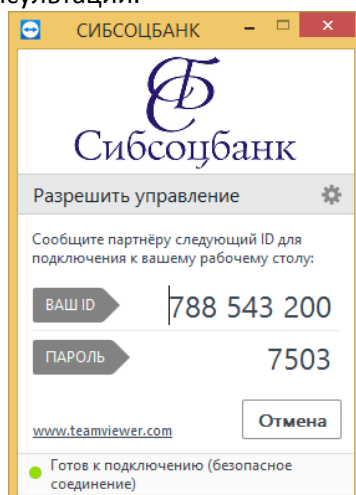 СИБСОЦБАНК
Сибсоцбанк
Разрешить управление
Сообщите партнёру следующий ID для
подключения к вашему рабочему столу:
ВАШ ID 788 543 200
ПАРОЛЬ 7503
www.teamviewer.com Отмена
Готов к подключению (безопасное
соединение)